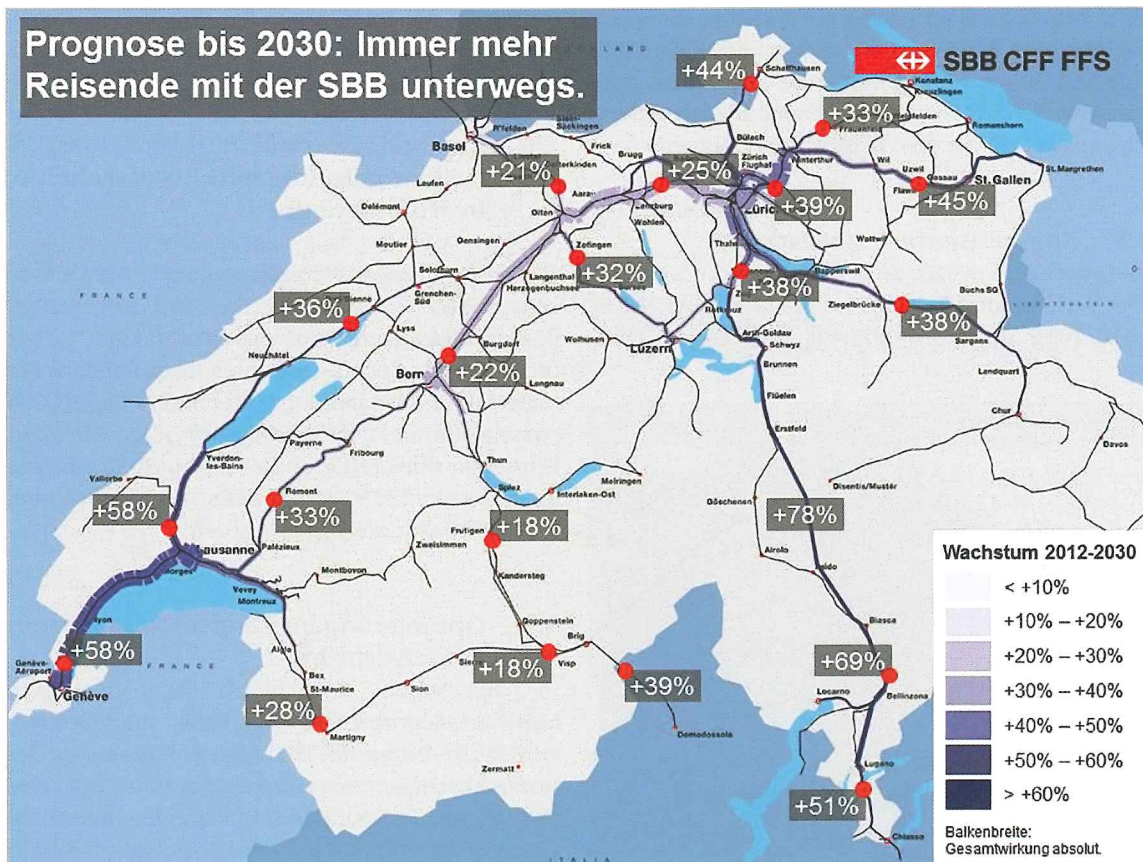 Prognose bis 2030: Immer mehr
Reisende mit der SBB unterwegs.
SBB CFF FFS
+44%
Schaffhausen
Konstanz
Kreuzlingen
+33%
Frauenfeld
Romanshorn
Basel
Frick
Brugg
Bülach
Zürich
Flughaf
Winterthur
Wil
Uzwil
Gossau
St. Gallen
St. Margrethen
Laufen
+21%
Aarau
+25%
Lenzburg
Wohlen
+39%
Flawil
+45%
Delémont
Olten
Moutier
Oensingen
Zofingen
Thalwil
Wattwil
+32%
Solothurn
Langenthal
Herzogenbuchsee
Sursee
+38%
Rapperswil
Ziegelbrücke
Buchs SG
LIECHTENSTEIN
FRANCE
+36%
Bienne
Grenchen-
Süd
Rotkreuz
+38%
Sargans
Lyss
Burgdorf
Wolhusen
Luzern
Arth-Goldau
Schwyz
Neuchâtel
Bern
+22%
Langnau
Brunnen
Landquart
Flüelen
Chur
Payerne
Fribourg
Erstfeld
Davos
Yverdon-
les-Bains
Vallorbe
Thun
Spiez
Meiringen
Interlaken-Ost
Disentis/Mustér
Göschenen
Romont
+33%
+58%
+18%
Frutigen
+78%
Lausanne
Palézieux
Zweisimmen
Airolo
Morges
Vevey
Montreux
Montbovon
Kandersteg
Biasca
Nyon
Goppenstein
Brig
Genève-
Aéroport
+58%
FRANCE
Aigle
+18%
Visp
+39%
+69%
Genève
Bex
St-Maurice
Sion
Locarno
Bellinzona
+28%
Martigny
Domodossola
Zermatt
Lugano
+51%
Chiasso
ITALIA
Wachstum 2012-2030
< +10%
+10% – +20%
+20% – +30%
+30% – +40%
+40% – +50%
+50% – +60%
> +60%
Balkenbreite:
Gesamtwirkung absolut.